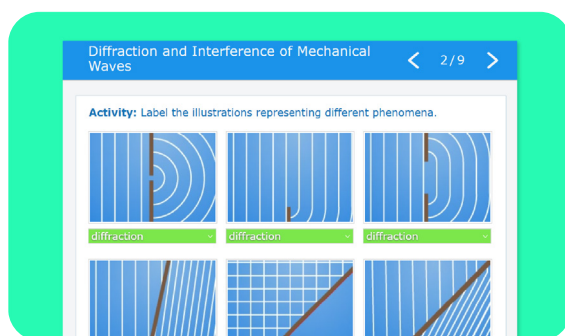 Diffraction and Interference of Mechanical
Waves
2/9
Activity: Label the illustrations representing different phenomena.
diffraction
diffraction
diffraction